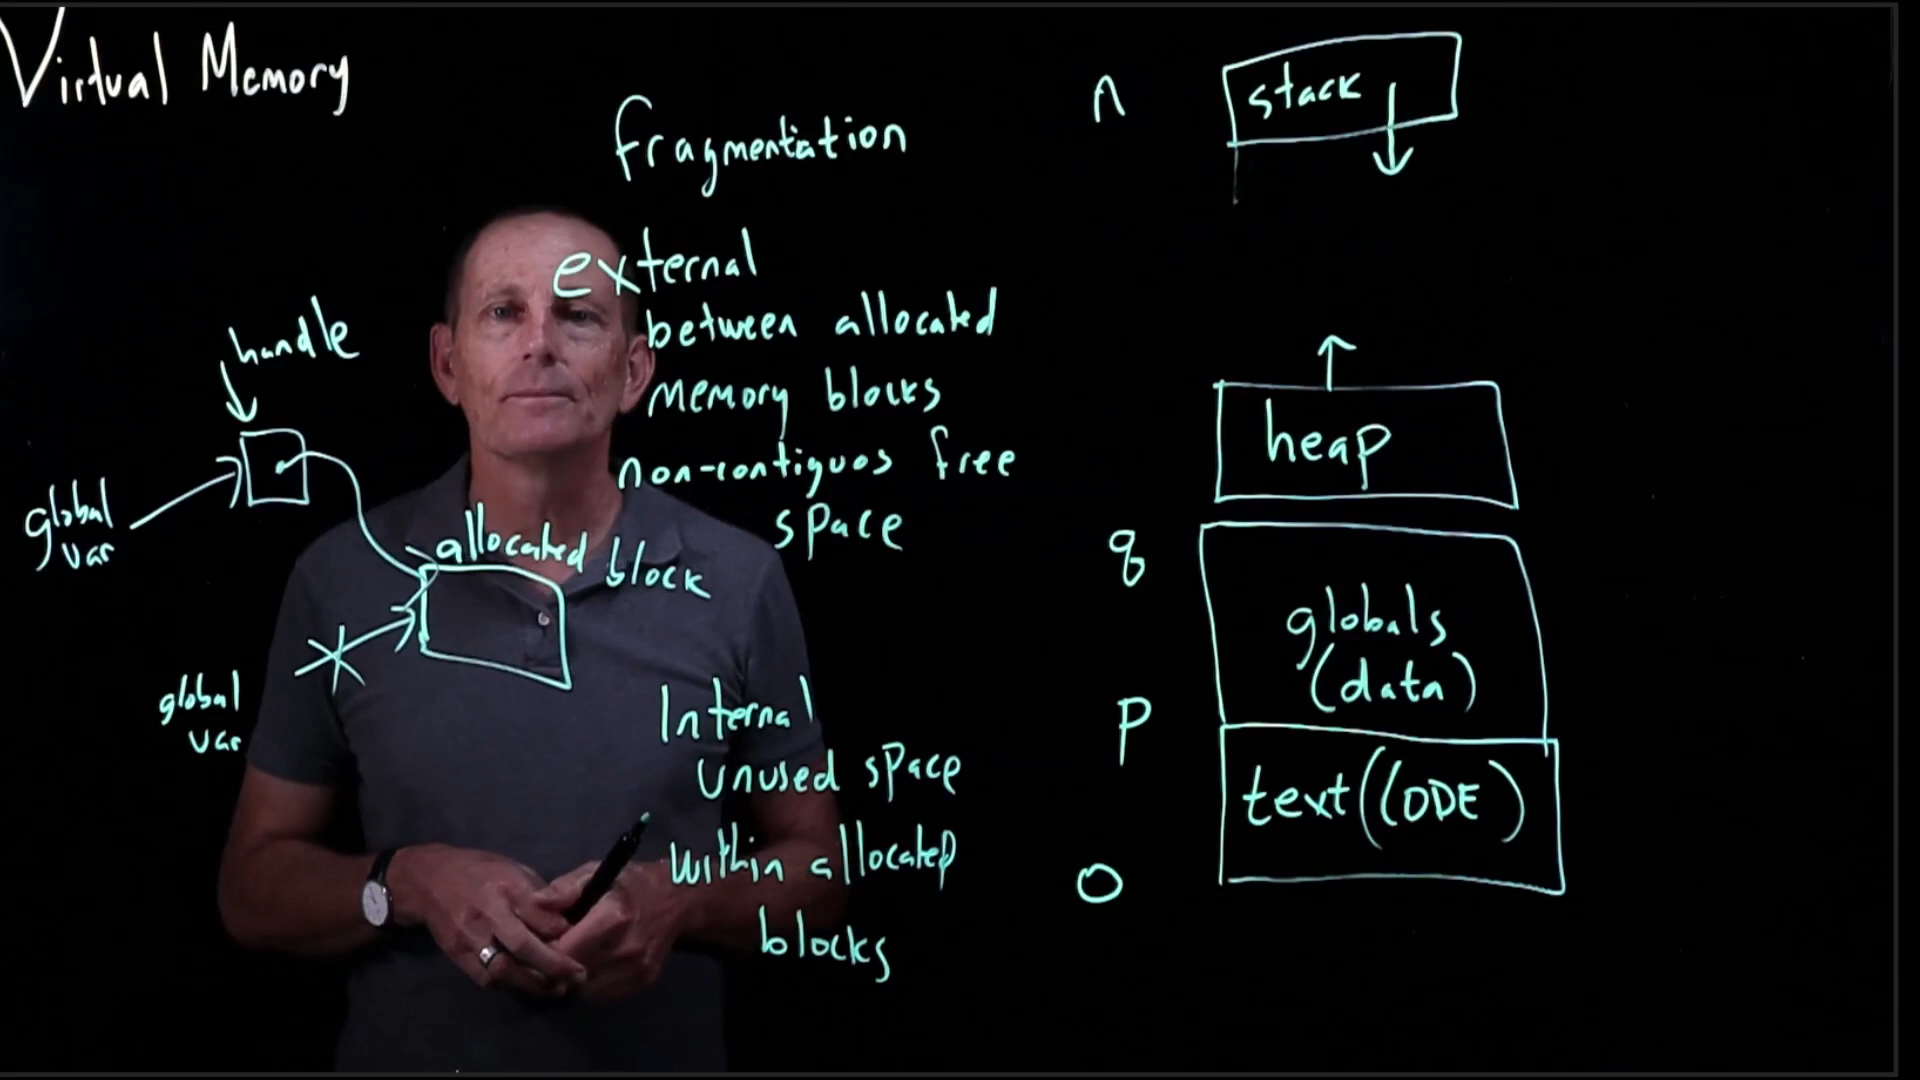 Virtual Memory
fragmentation
external
between allocated
memory blocks
non-contiguos free
space
handle
global
var
allocated block
global
var
Internal
unused space
within allocated
blocks
n
stack
heap
q
globals
(data)
p
text (CODE)
0